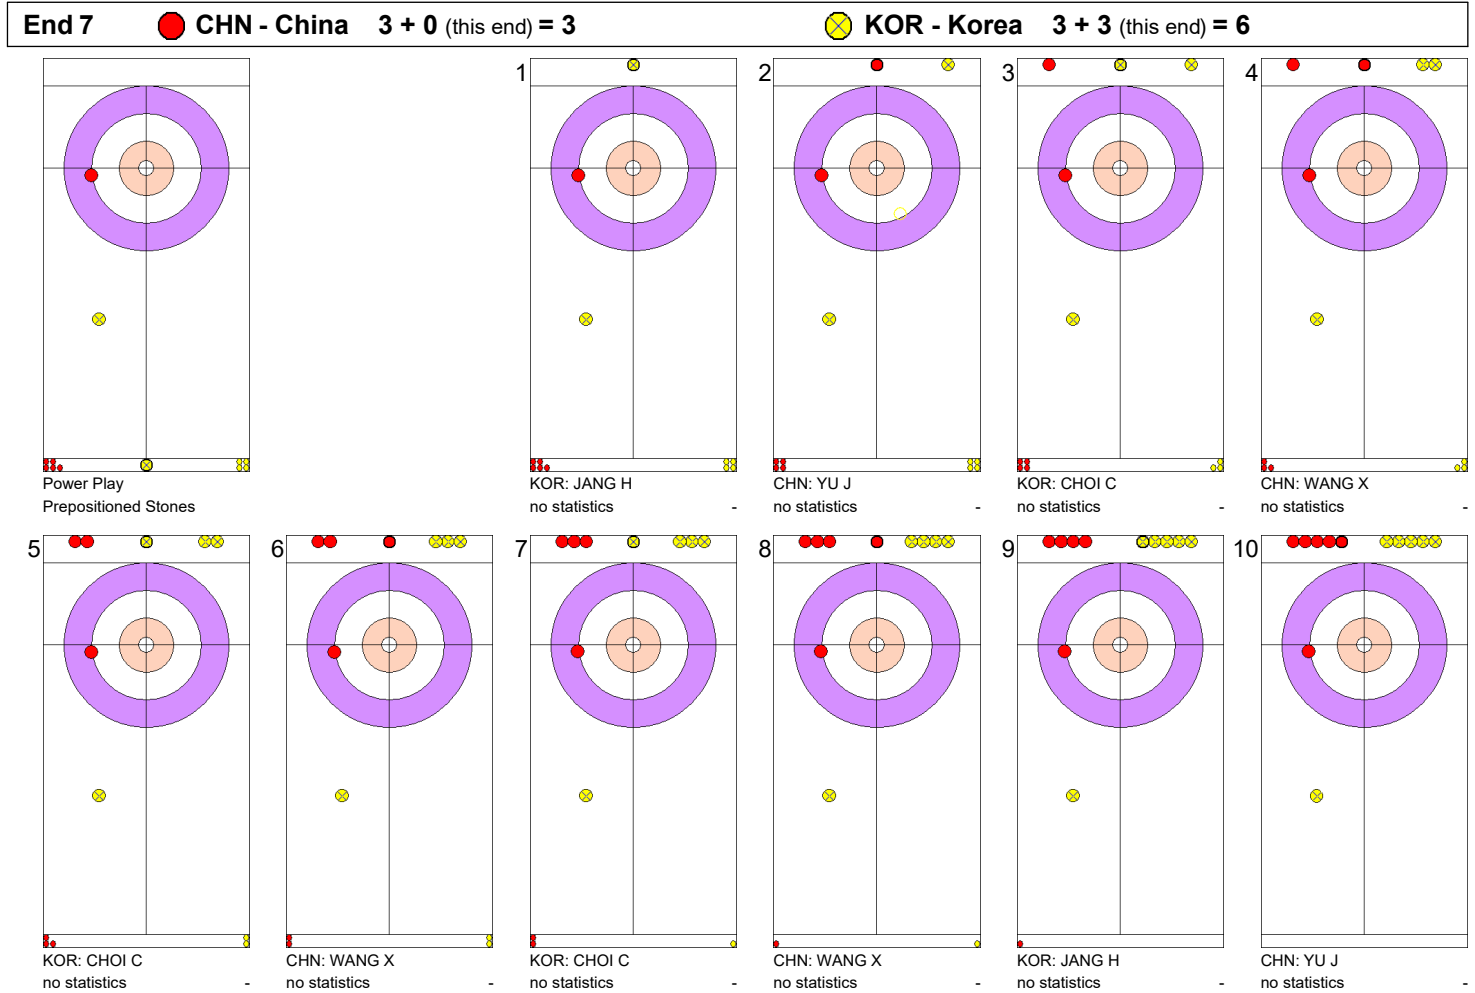 End 7 CHN - China 3 + 0 (this end) = 3 KOR - Korea 3 + 3 (this end) = 6
1 2 3 4
Power Play KOR: JANG H CHN: YU J KOR: CHOI C CHN: WANG X
Prepositioned Stones no statistics - no statistics - no statistics - no statistics -
5 6 7 8 9 10
KOR: CHOI C CHN: WANG X KOR: CHOI C CHN: WANG X KOR: JANG H CHN: YU J
no statistics - no statistics - no statistics - no statistics - no statistics - no statistics -